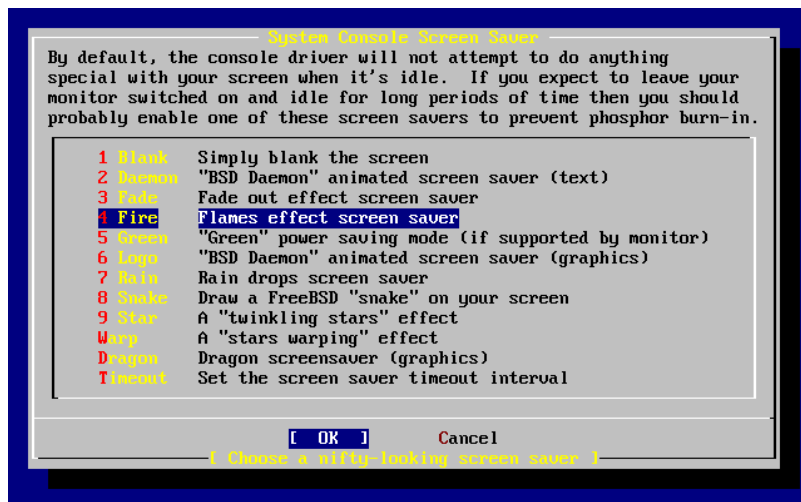 System Console Screen Saver
By default, the console driver will not attempt to do anything
special with your screen when it's idle.  If you expect to leave your
monitor switched on and idle for long periods of time then you should
probably enable one of these screen savers to prevent phosphor burn-in.
1 Blank    Simply blank the screen
2 Daemon  "BSD Daemon" animated screen saver (text)
3 Fade    Fade out effect screen saver
4 Fire    Flames effect screen saver
5 Green   "Green" power saving mode (if supported by monitor)
6 Logo    "BSD Daemon" animated screen saver (graphics)
7 Rain    Rain drops screen saver
8 Snake   Draw a FreeBSD "snake" on your screen
9 Star    A "twinkling stars" effect
Warp      A "stars warping" effect
Dragon    Dragon screensaver (graphics)
Timeout   Set the screen saver timeout interval
[  OK  ]       Cancel
[ Choose a nifty-looking screen saver ]